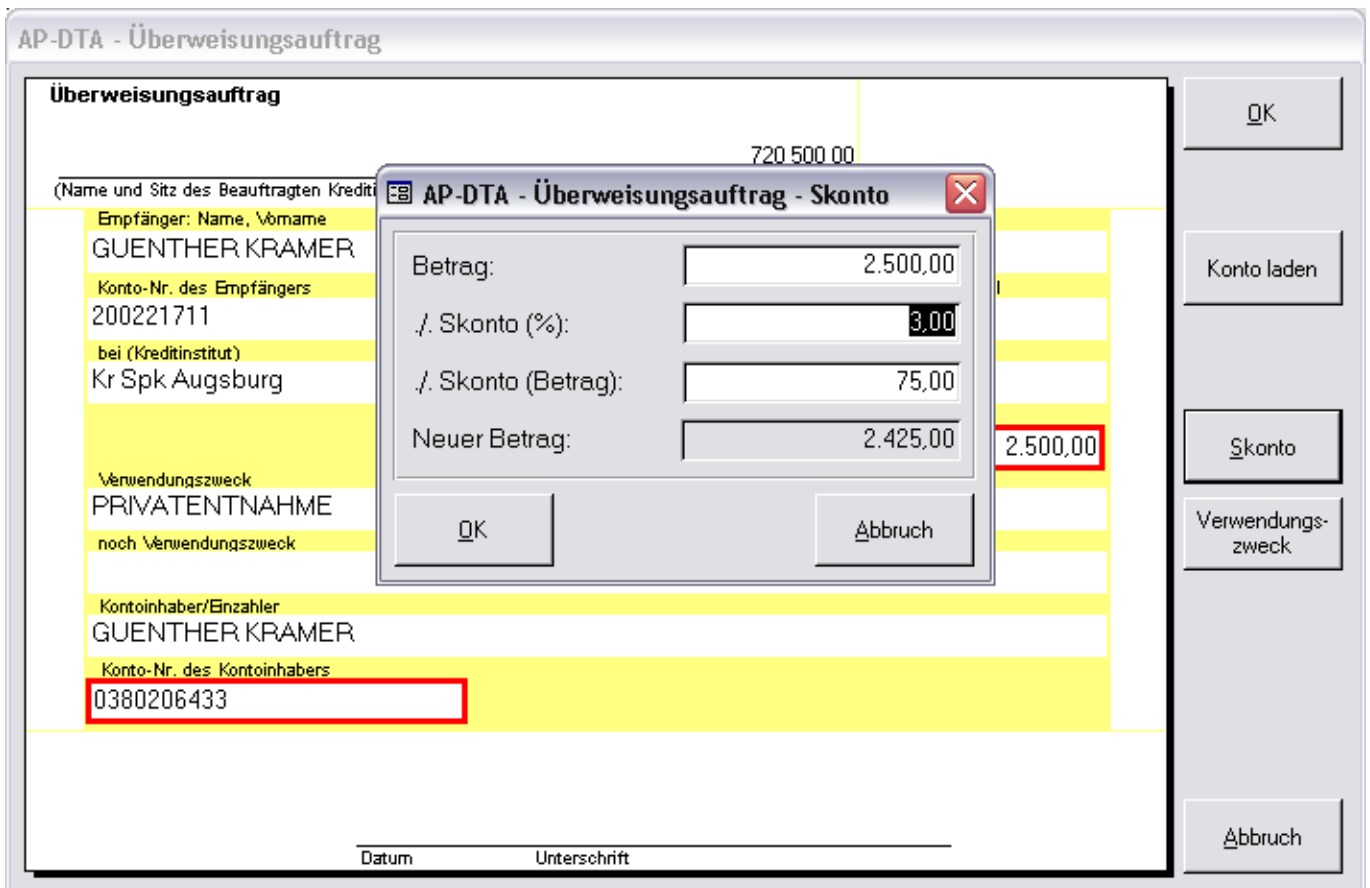 AP-DTA - Überweisungsauftrag
Überweisungsauftrag
720 500 00
(Name und Sitz des Beauftragten
Empfänger: Name, Vorname
GUENTHER KRAMER
Konto-Nr. des Empfängers
200221711
bei (Kreditinstitut)
Kr Spk Augsburg
2.500,00
Verwendungszweck
PRIVATENTNAHME
noch Verwendungszweck
Kontoinhaber/Einzahler
GUENTHER KRAMER
Konto-Nr. des Kontoinhabers
0380206433
Datum Unterschrift
AP-DTA - Überweisungsauftrag - Skonto
Betrag: 2.500,00
./. Skonto (%): 3,00
./. Skonto (Betrag): 75,00
Neuer Betrag: 2.425,00
OK Abbruch
OK
Konto laden
Skonto
Verwendungs-
zweck
Abbruch